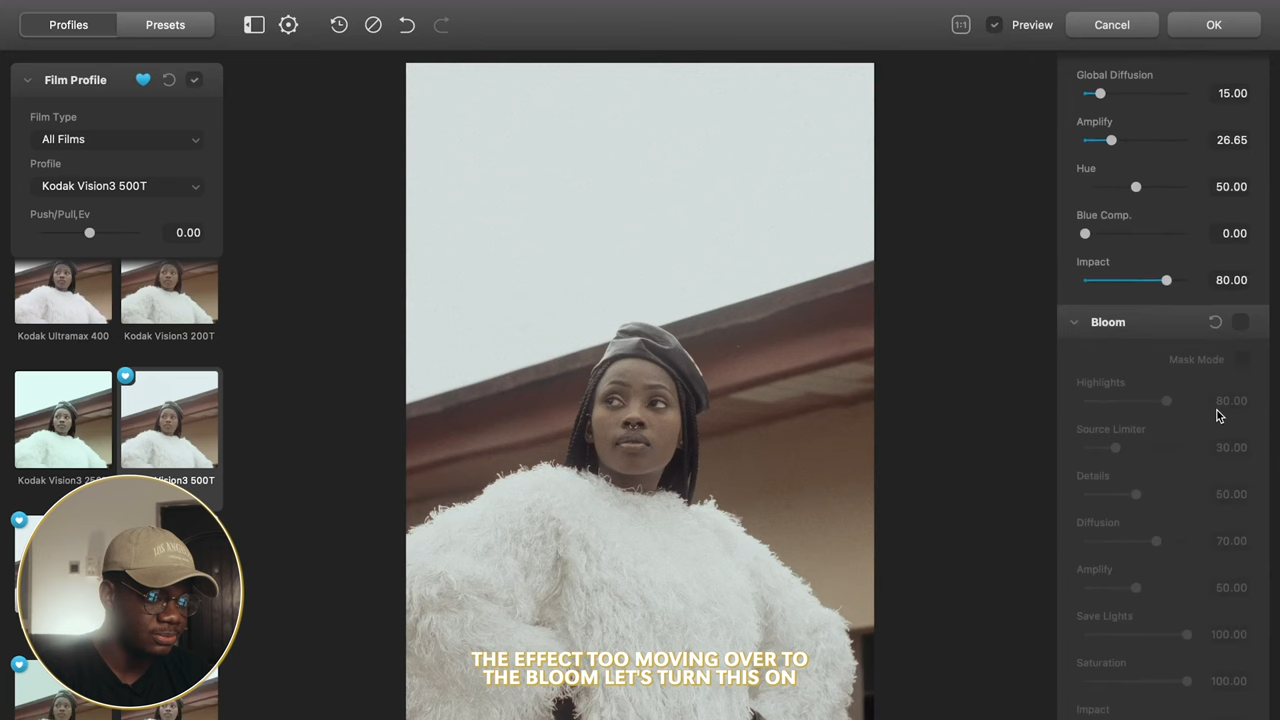 Profiles
Presets
1:1
Preview
Cancel
OK
Film Profile
Film Type
All Films
Profile
Kodak Vision3 500T
Push/Pull,Ev
0.00
Kodak Ultramax 400
Kodak Vision3 200T
Kodak Vision3
LOS
THE EFFECT TOO MOVING OVER TO
THE BLOOM LET'S TURN THIS ON
Global Diffusion
15.00
Amplify
26.65
Hue
50.00
Blue Comp.
0.00
Impact
80.00
Bloom
Mask Mode
Highlights
80.00
Source Limiter
30.00
Details
50.00
Diffusion
70.00
Amplify
50.00
Save Lights
100.00
Saturation
100.00
Impact